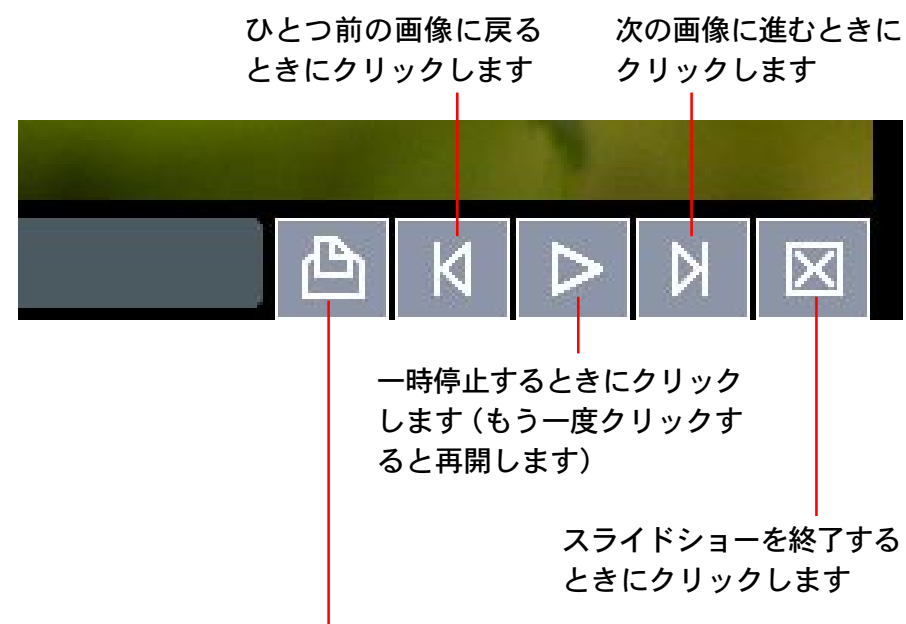 ひとつ前の画像に戻る
ときにクリックします
次の画像に進むときに
クリックします
一時停止するときにクリック
します（もう一度クリックす
ると再開します）
スライドショーを終了する
ときにクリックします